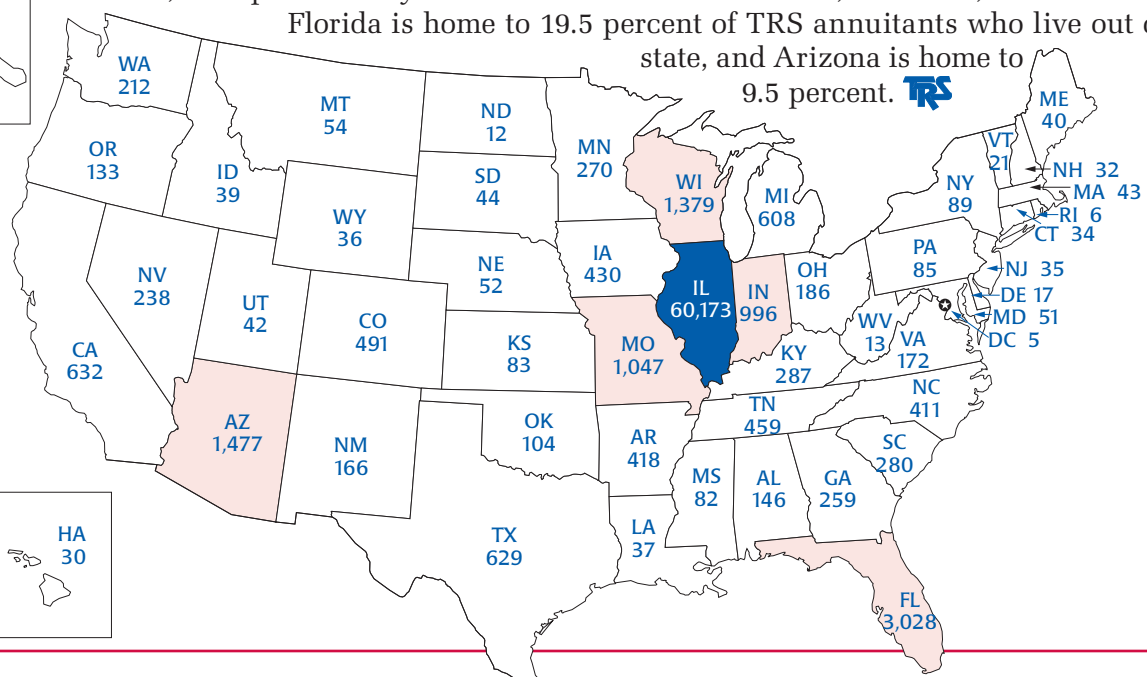 Florida is home to 19.5 percent of TRS annuitants who live out
state, and Arizona is home to
9.5 percent. TRS
WA
212
MT
54
ND
12
MN
270
ME
40
VT
21
NH 32
MA 43
RI 6
CT 34
OR
133
ID
39
SD
44
WI
1,379
MI
608
NY
89
WY
36
IA
430
PA
85
NJ 35
NV
238
UT
42
NE
52
IL
60,173
IN
996
OH
186
DE 17
MD 51
DC 5
WV
13
VA
172
CA
632
CO
491
KS
83
MO
1,047
KY
287
NC
411
AZ
1,477
NM
166
OK
104
AR
418
TN
459
SC
280
MS
82
AL
146
GA
259
TX
629
LA
37
HA
30
FL
3,028